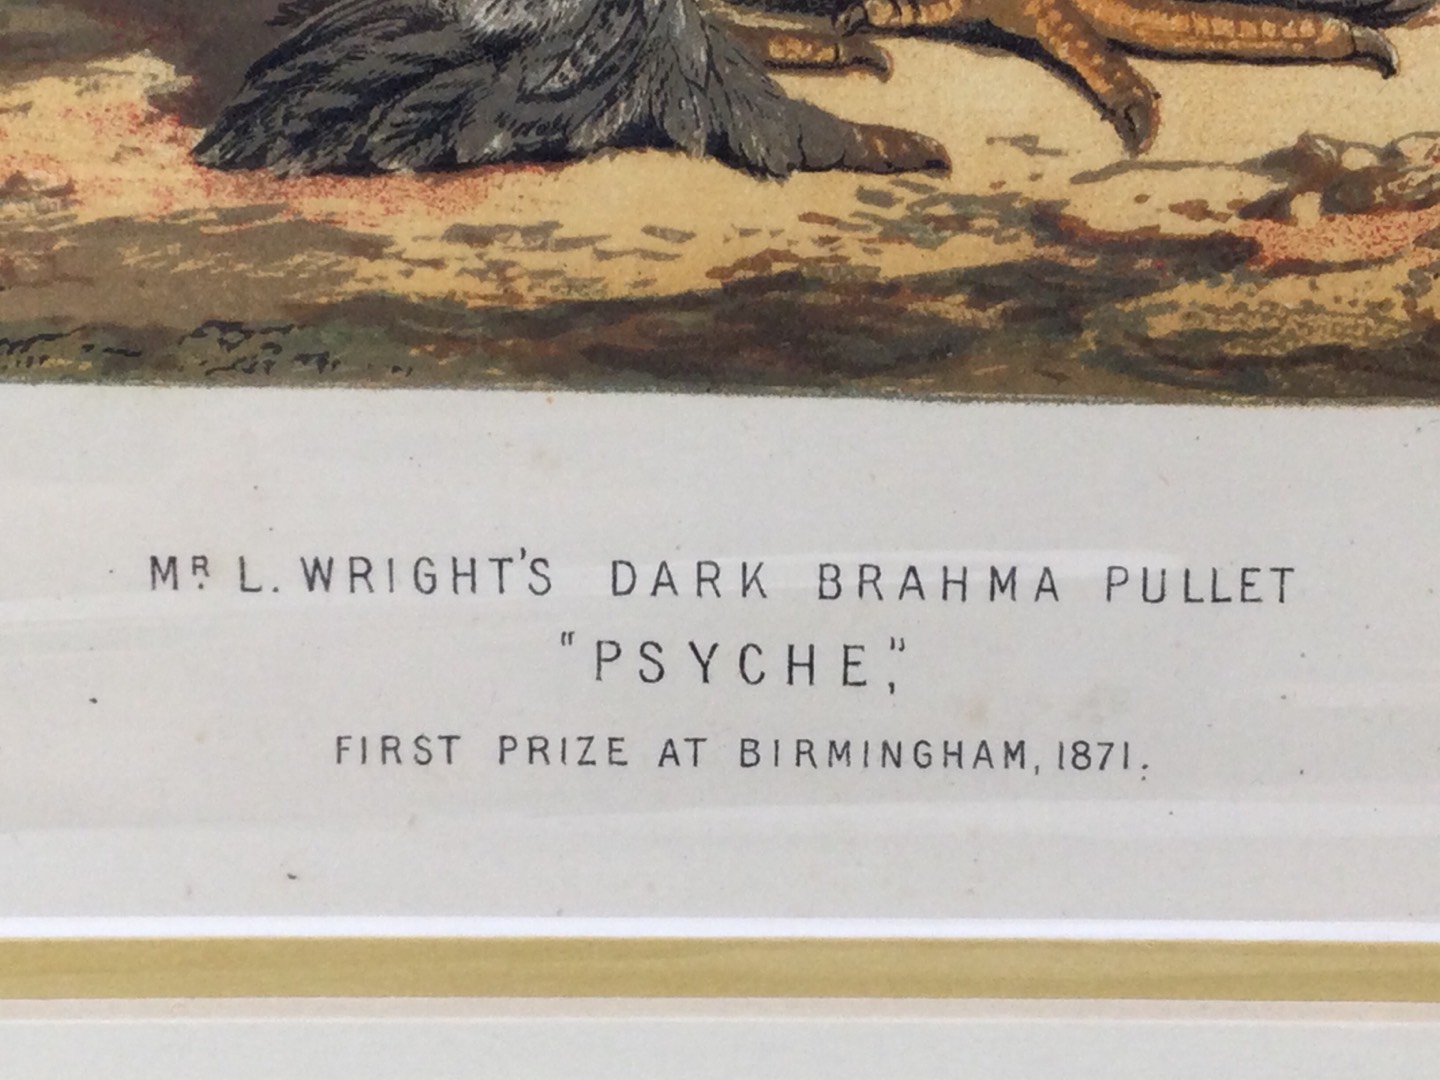 MR. L. WRIGHT'S DARK BRAHMA PULLET
"PSYCHE,"
FIRST PRIZE AT BIRMINGHAM, 1871.